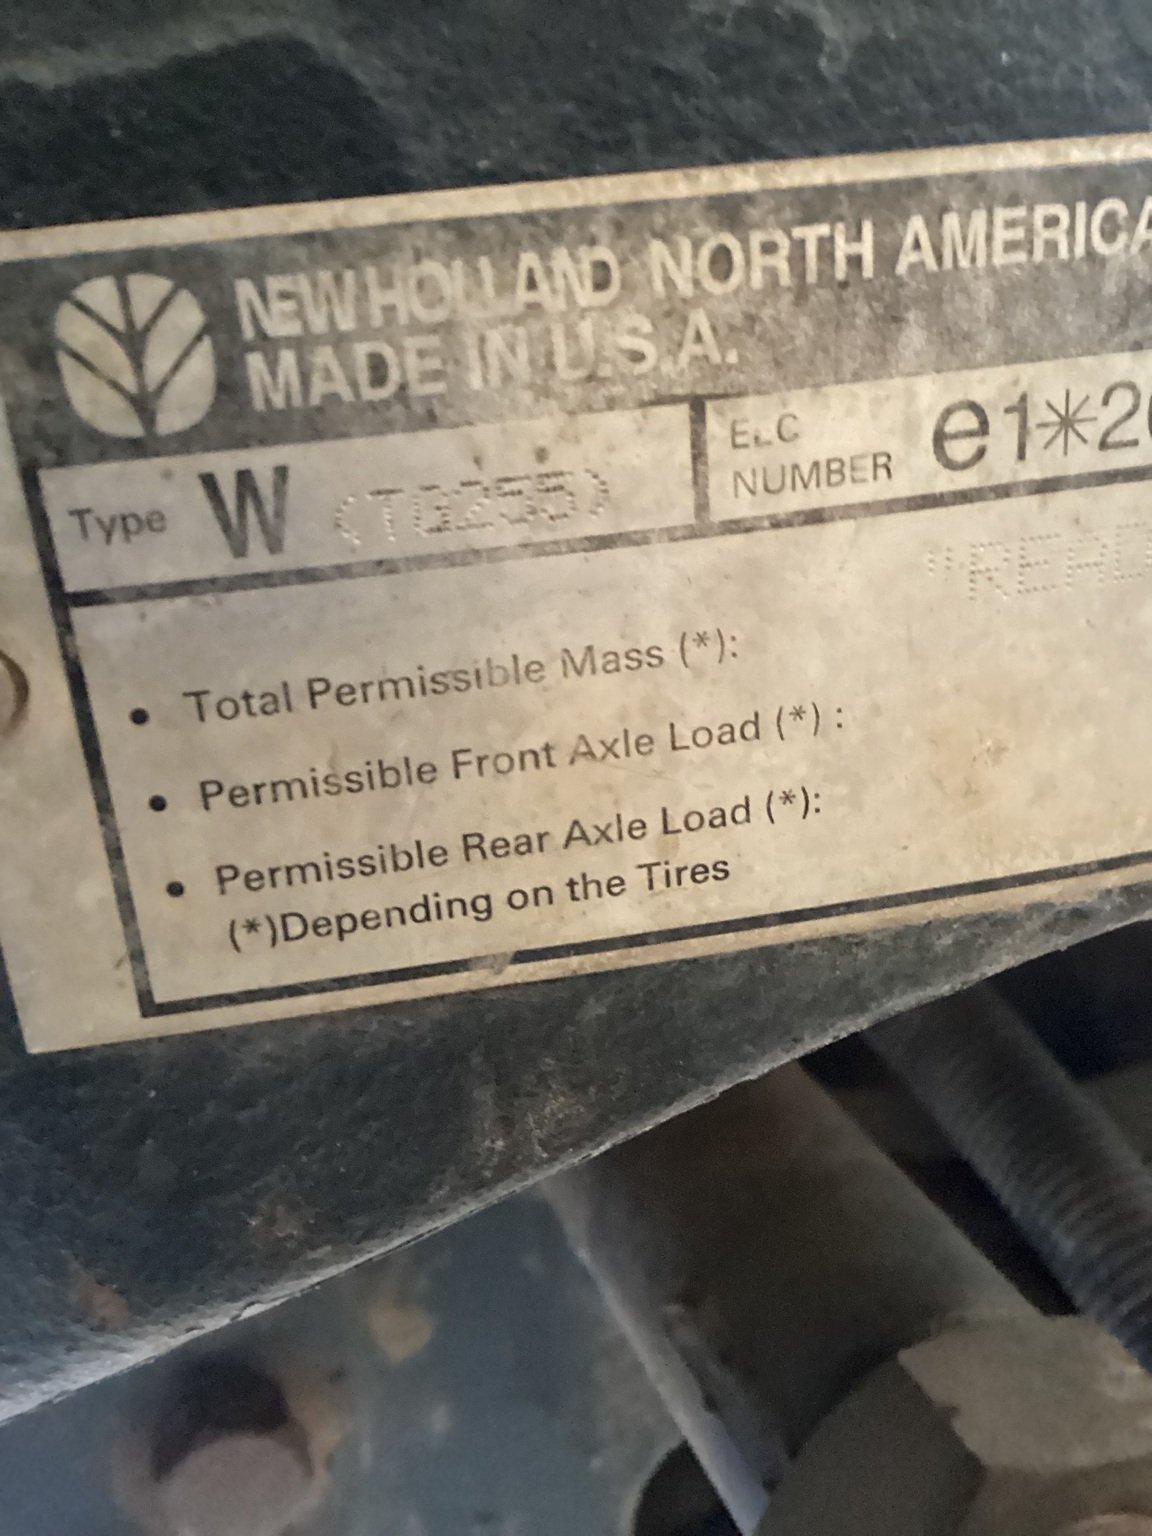 NEW HOLLAND NORTH AMERICA
MADE IN U.S.A.
Type W (TG255)
NUMBER e1*2
"READ
• Total Permissible Mass (*):
• Permissible Front Axle Load (*) :
• Permissible Rear Axle Load (*):
(*)Depending on the Tires